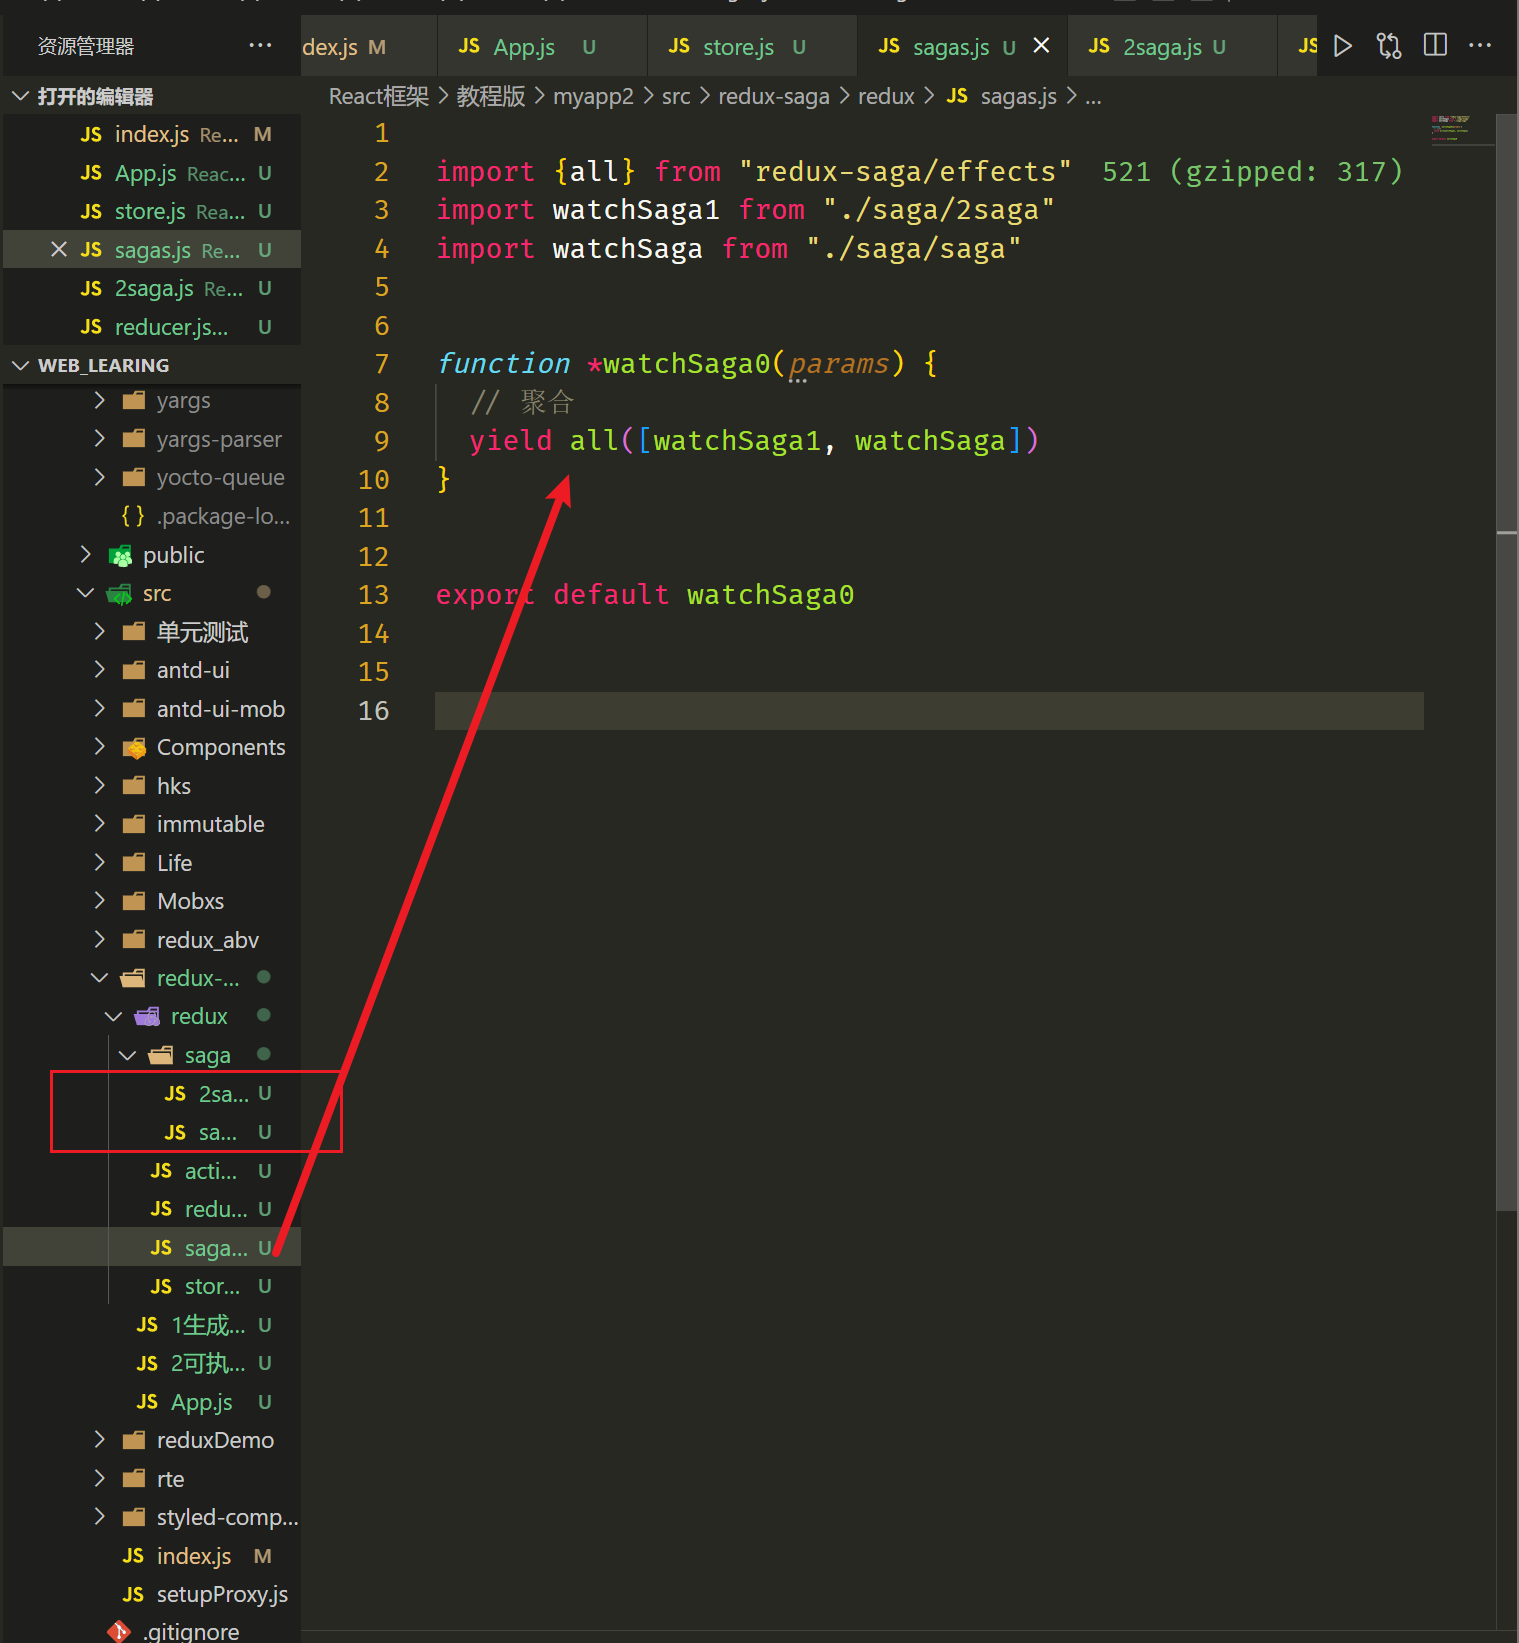 资源管理器 ...
dex.js M
JS App.js U
JS store.js U
JS sagas.js U
JS 2saga.js U
JS
打开的编辑器
JS index.js Re... M
JS App.js Reac... U
JS store.js Rea... U
JS sagas.js Re... U
JS 2saga.js Re... U
JS reducer.js... U
WEB_LEARING
yargs
yargs-parser
yocto-queue
{} .package-lo...
public
src
单元测试
antd-ui
antd-ui-mob
Components
hks
immutable
Life
Mobxs
redux_abv
redux-...
redux
saga
JS 2sa... U
JS sa... U
JS acti... U
JS redu... U
JS saga... U
JS stor... U
JS 1生成... U
JS 2可执... U
JS App.js U
reduxDemo
rte
styled-comp...
JS index.js M
JS setupProxy.js
.gitignore
React框架 > 教程版 > myapp2 > src > redux-saga > redux > JS sagas.js > ...
1
2 import {all} from "redux-saga/effects" 521 (gzipped: 317)
3 import watchSaga1 from "./saga/2saga"
4 import watchSaga from "./saga/saga"
5
6
7 function *watchSaga0(params) {
8 // 聚合
9 yield all([watchSaga1, watchSaga])
10 }
11
12
13 export default watchSaga0
14
15
16